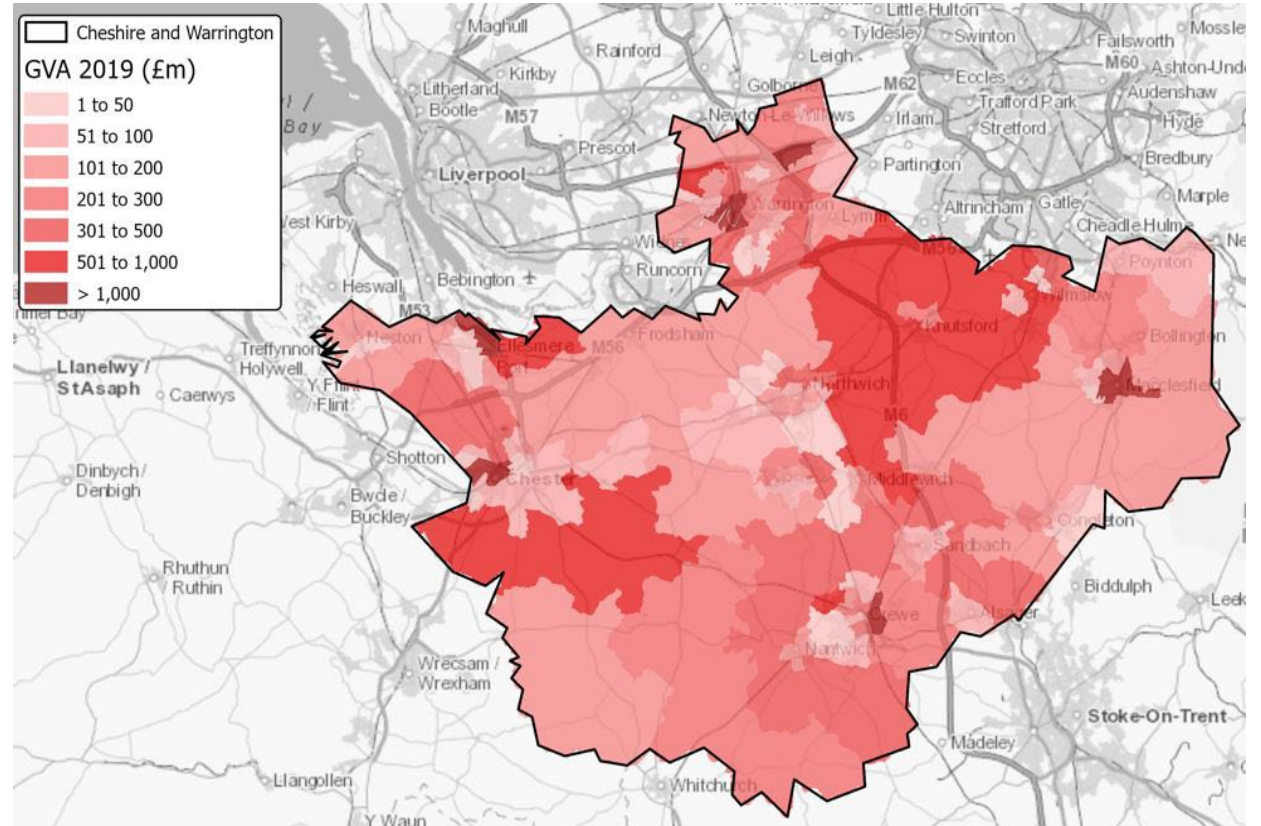 Cheshire and Warrington
GVA 2019 (£m)
1 to 50
51 to 100
101 to 200
201 to 300
301 to 500
501 to 1,000
> 1,000
Maghull
Little Hulton
Tyldesley
Swinton
Failsworth
Rainford
Leigh
M60
Kirkby
Eccles
Golborne
M62
Litherland
Audenshaw
Bootle
M57
Trafford Park
Newton-Le-Willows
Irlam
Stretford
Hyde
Bay
Prescot
Partington
Bredbury
Liverpool
Marple
Warrington
Altrincham
Gatley
West Kirby
Lymm
Cheadle Hulme
M56
Runcorn
Poynton
Bebington
Heswall
Wilmslow
M53
Knutsford
Neston
Frodsham
Bollington
Treffynnon
Holywell
Ellesmere
Port
M56
Llanelwy /
St Asaph
Caerwys
Y Fflint
/ Flint
Northwich
Macclesfield
M6
Shotton
Dinbych /
Denbigh
Chester
Middlewich
Bwcle /
Buckley
Congleton
Sandbach
Rhuthun
/ Ruthin
Biddulph
Leek
Crewe
Alsager
Nantwich
Wrecsam /
Wrexham
Stoke-On-Trent
Madeley
Llangollen
Whitchurch
Y Waun